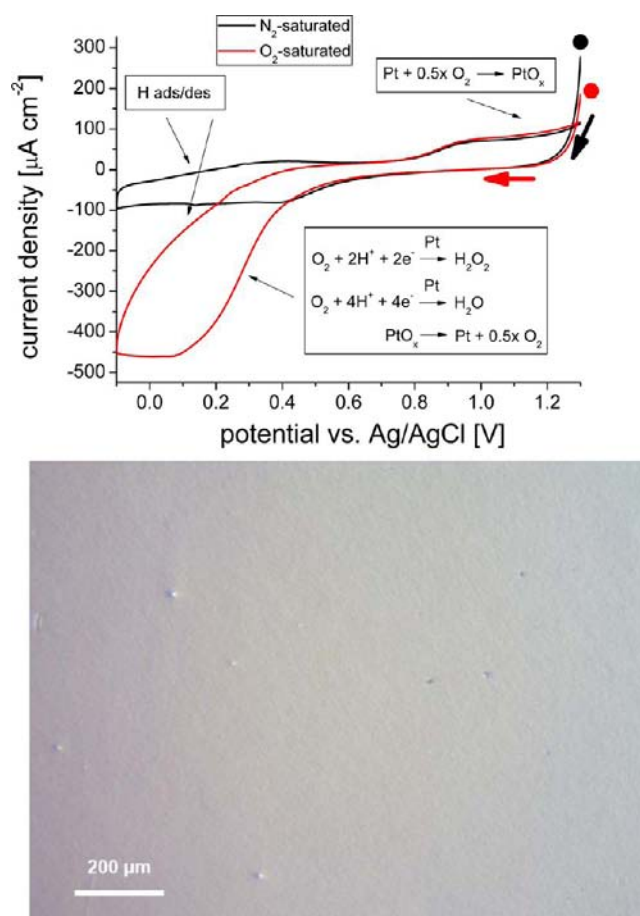 N₂-saturated
O₂-saturated
H ads/des
Pt + 0.5x O₂ → PtOₓ
O₂ + 2H⁺ + 2e⁻ Pt→ H₂O₂
O₂ + 4H⁺ + 4e⁻ Pt→ H₂O
PtOₓ → Pt + 0.5x O₂
current density [µA cm⁻²]
300
200
100
0
-100
-200
-300
-400
-500
0.0 0.2 0.4 0.6 0.8 1.0 1.2
potential vs. Ag/AgCl [V]
200 µm